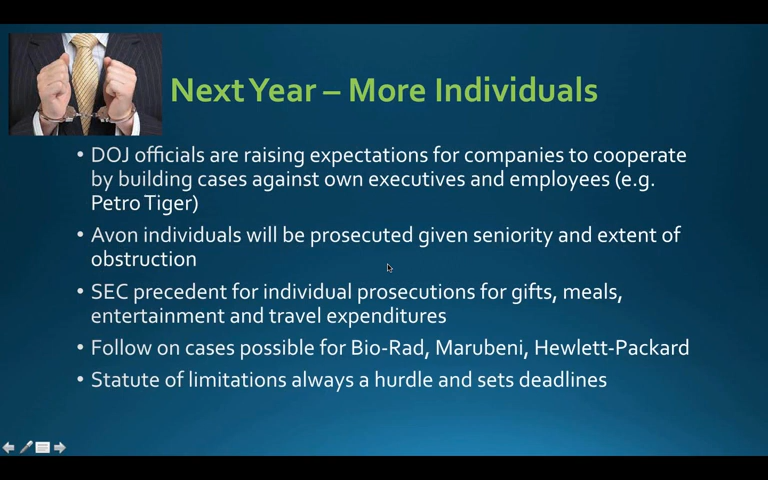 Next Year – More Individuals
• DOJ officials are raising expectations for companies to cooperate
by building cases against own executives and employees (e.g.
Petro Tiger)
• Avon individuals will be prosecuted given seniority and extent of
obstruction
• SEC precedent for individual prosecutions for gifts, meals,
entertainment and travel expenditures
• Follow on cases possible for Bio-Rad, Marubeni, Hewlett-Packard
• Statute of limitations always a hurdle and sets deadlines